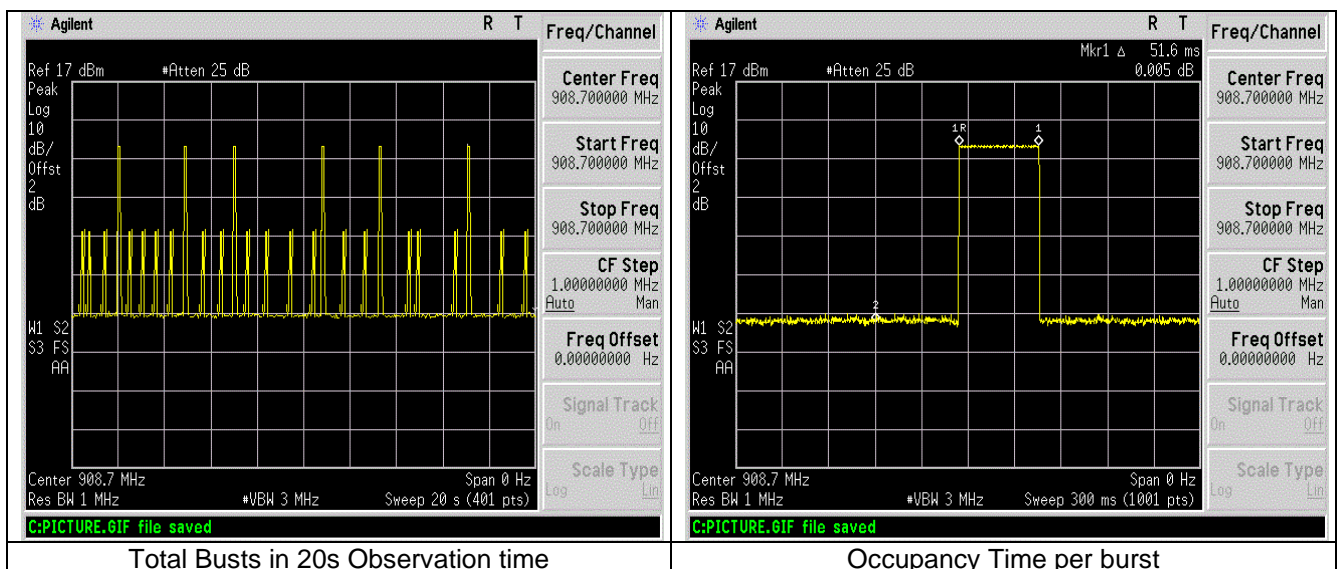 Agilent R T
Ref 17 dBm #Atten 25 dB
Peak
Log
10
dB/
Offst
2
dB
W1 S2
S3 FS
AA
Center 908.7 MHz Span 0 Hz
Res BW 1 MHz #VBW 3 MHz Sweep 20 s (401 pts)
C:PICTURE.GIF file saved
Freq/Channel
Center Freq
908.700000 MHz
Start Freq
908.700000 MHz
Stop Freq
908.700000 MHz
CF Step
1.00000000 MHz
Auto Man
Freq Offset
0.00000000 Hz
Signal Track
On Off
Scale Type
Log Lin
Total Busts in 20s Observation time
Agilent R T
Mkr1 Δ 51.6 ms
Ref 17 dBm #Atten 25 dB 0.005 dB
Peak
Log
10
dB/
Offst
2
dB
1R 1
2
W1 S2
S3 FS
AA
Center 908.7 MHz Span 0 Hz
Res BW 1 MHz #VBW 3 MHz Sweep 300 ms (1001 pts)
C:PICTURE.GIF file saved
Freq/Channel
Center Freq
908.700000 MHz
Start Freq
908.700000 MHz
Stop Freq
908.700000 MHz
CF Step
1.00000000 MHz
Auto Man
Freq Offset
0.00000000 Hz
Signal Track
On Off
Scale Type
Log Lin
Occupancy Time per burst